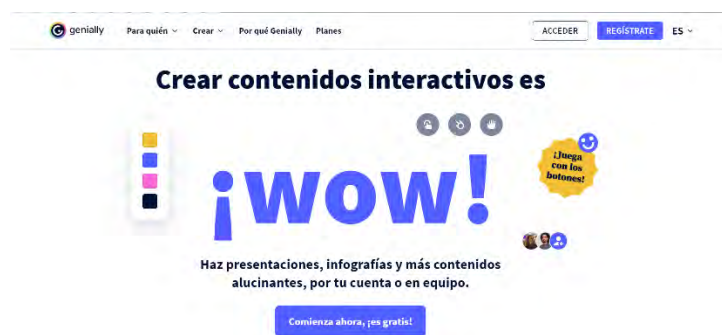 genially
Para quién Crear Por qué Genially Planes
ACCEDER REGÍSTRATE ES
Crear contenidos interactivos es
¡WOW!
¡Juega
con los
botones!
Haz presentaciones, infografías y más contenidos
alucinantes, por tu cuenta o en equipo.
Comienza ahora, ¡es gratis!